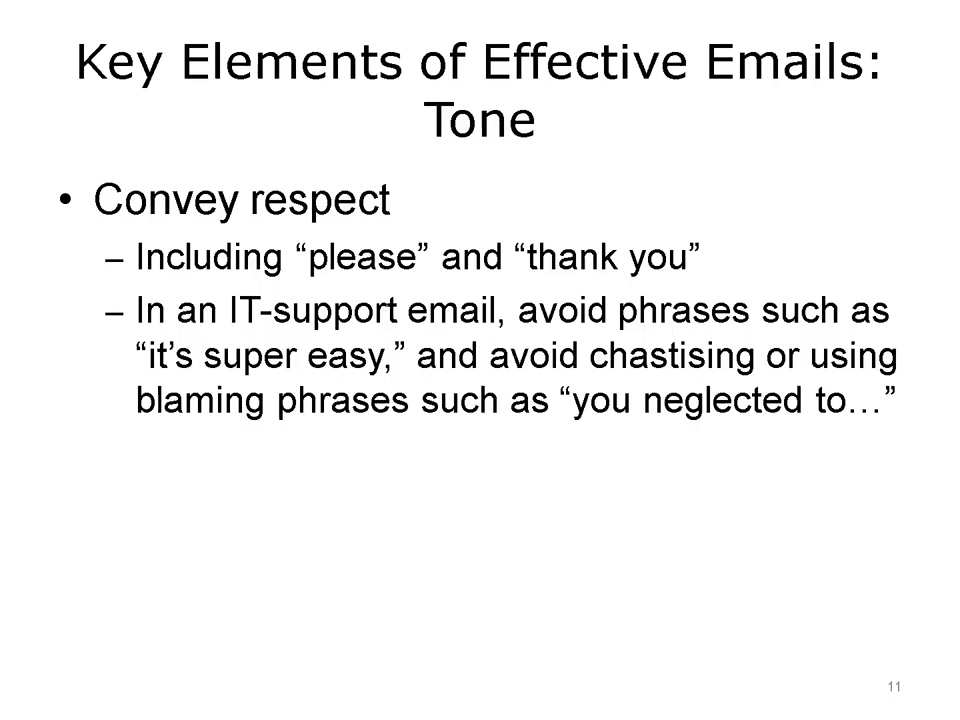 Key Elements of Effective Emails:
Tone
• Convey respect
– Including “please” and “thank you”
– In an IT-support email, avoid phrases such as
“it’s super easy,” and avoid chastising or using
blaming phrases such as “you neglected to…”
11